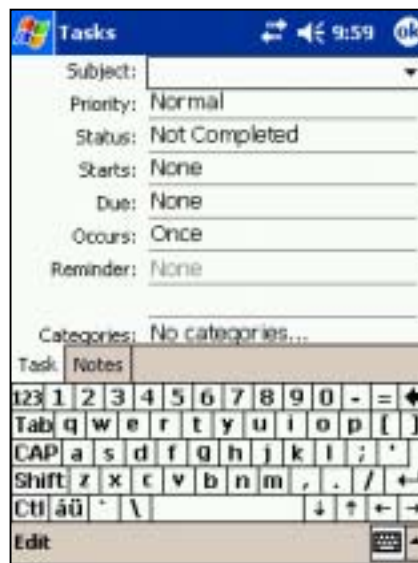 Tasks 9:59 ok
Subject:
Priority: Normal
Status: Not Completed
Starts: None
Due: None
Occurs: Once
Reminder: None
Categories: No categories...
Task Notes
123 1 2 3 4 5 6 7 8 9 0 - = 
Tab q w e r t y u i o p [ ]
CAP a s d f g h j k l ; '
Shift z x c v b n m , . / ←
Ctl áü ` \ ↓ ↑ ← →
Edit